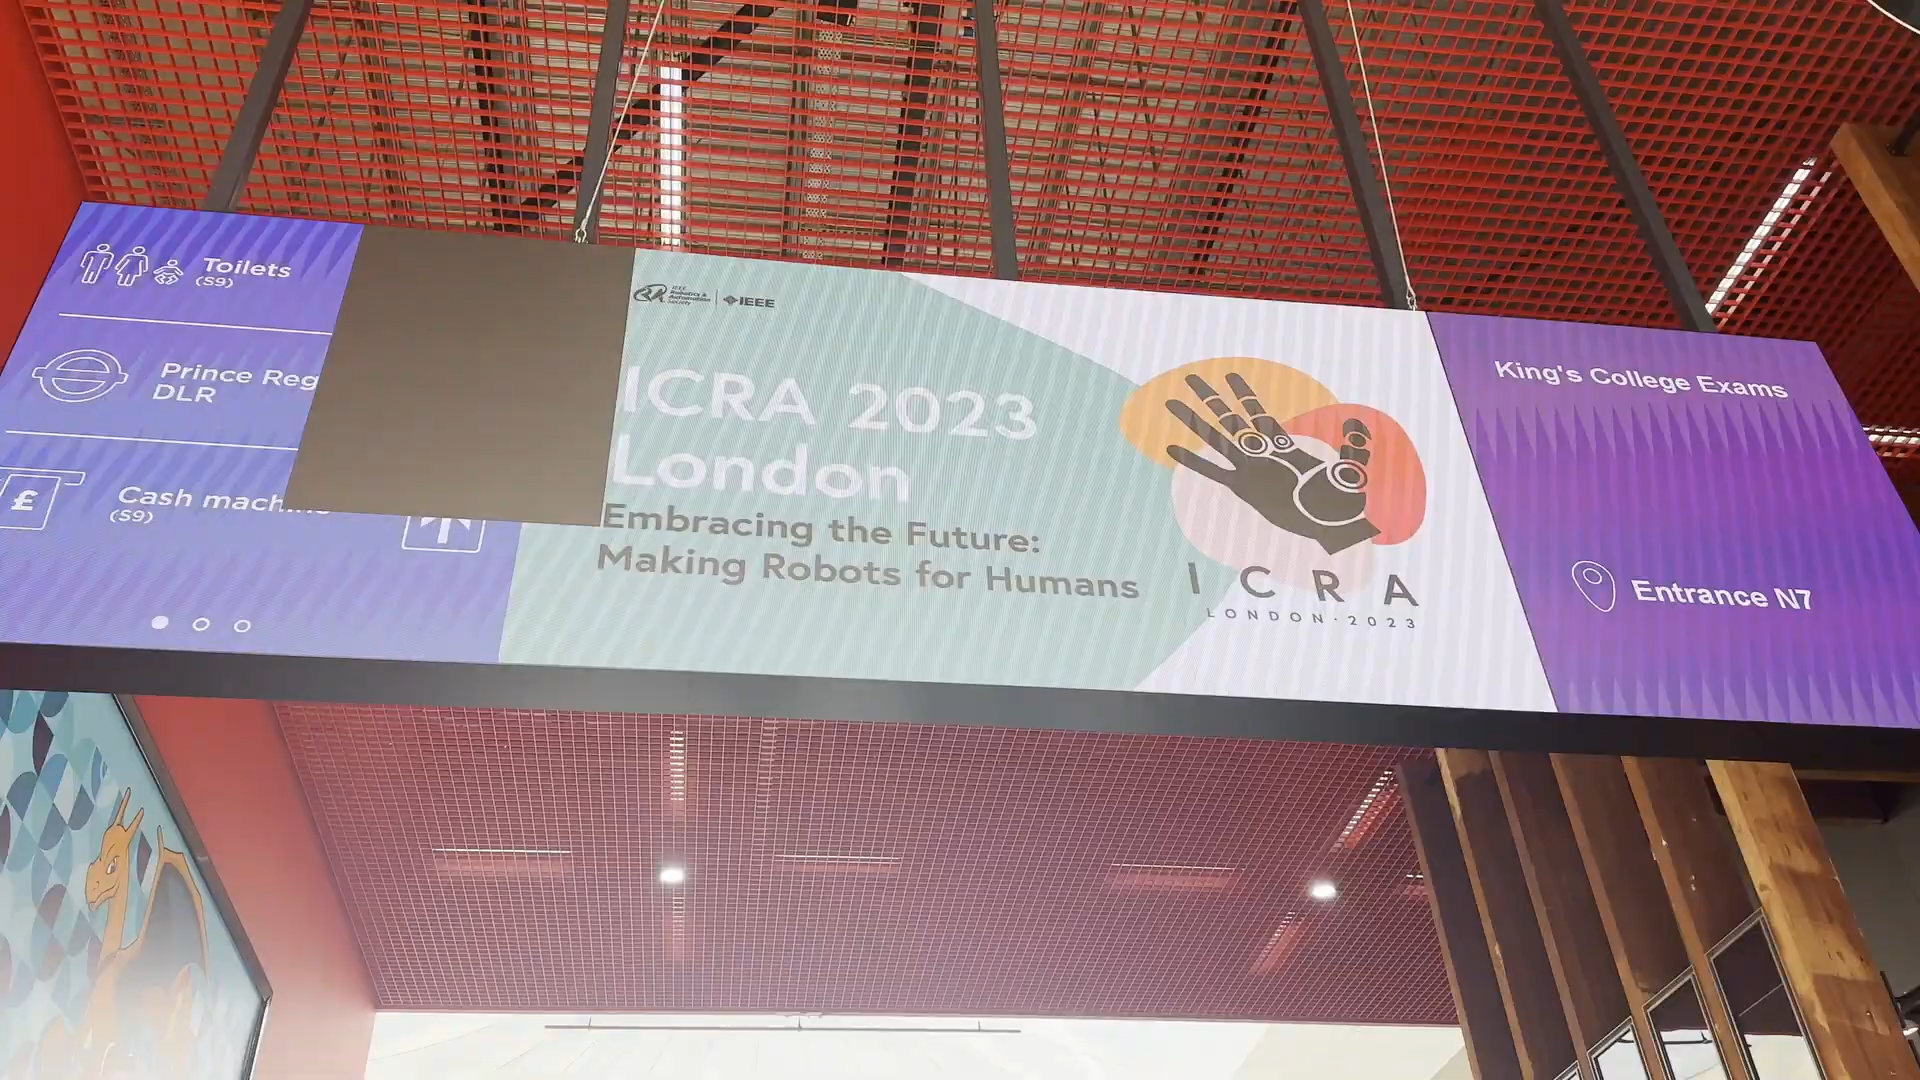 Toilets
(S9)
Prince Reg
DLR
£
Cash mach
(S9)
IEEE
Robotics &
Automation
Society
IEEE
ICRA 2023
London
Embracing the Future:
Making Robots for Humans
ICRA
LONDON·2023
King's College Exams
Entrance N7